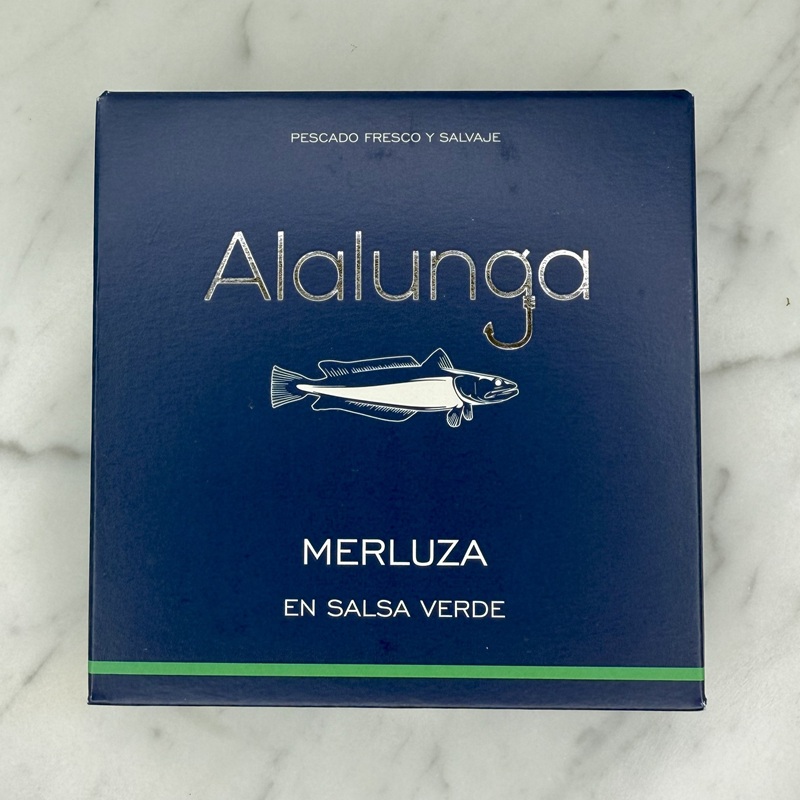 PESCADO FRESCO Y SALVAJE
Alalunga
MERLUZA
EN SALSA VERDE